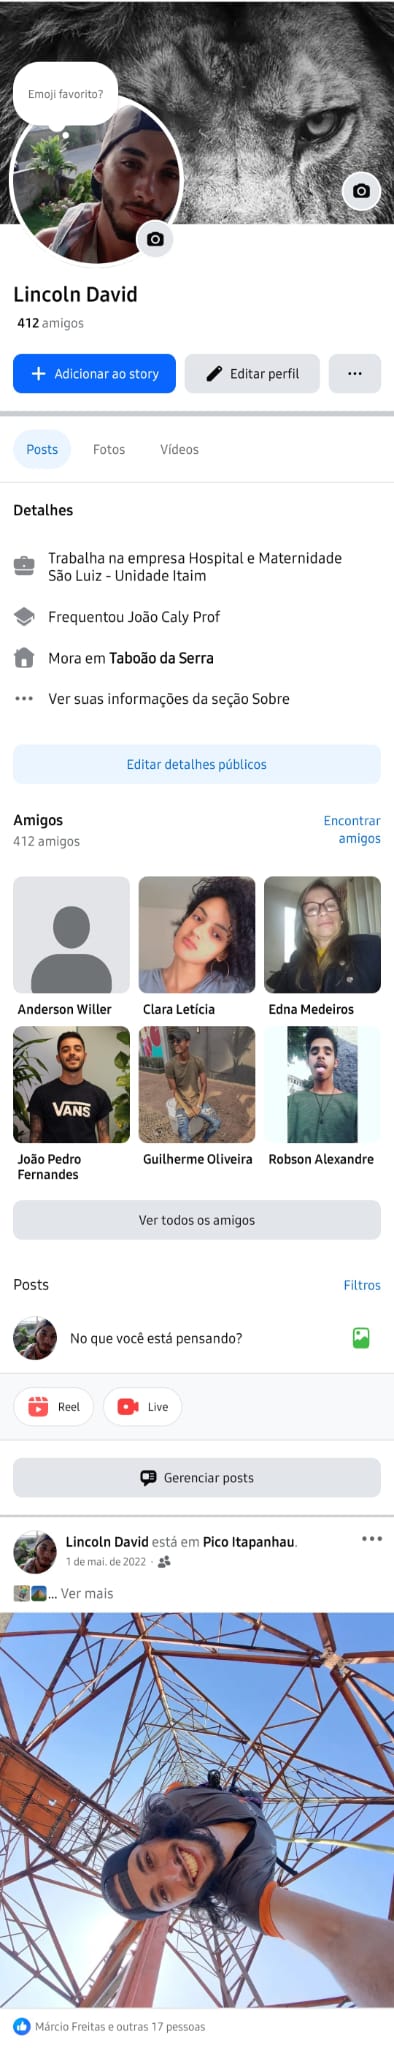 Emoji favorito?
Lincoln David
412 amigos
Adicionar ao story
Editar perfil
Posts
Fotos
Vídeos
Detalhes
Trabalha na empresa Hospital e Maternidade
São Luiz - Unidade Itaim
Frequentou João Caly Prof
Mora em Taboão da Serra
Ver suas informações da seção Sobre
Editar detalhes públicos
Amigos
412 amigos
Encontrar
amigos
Anderson Willer
Clara Letícia
Edna Medeiros
VANS
João Pedro
Fernandes
Guilherme Oliveira
Robson Alexandre
Ver todos os amigos
Posts
Filtros
No que você está pensando?
Reel
Live
Gerenciar posts
Lincoln David está em Pico Itapanhau.
1 de mai. de 2022 ·
... Ver mais
Márcio Freitas e outras 17 pessoas